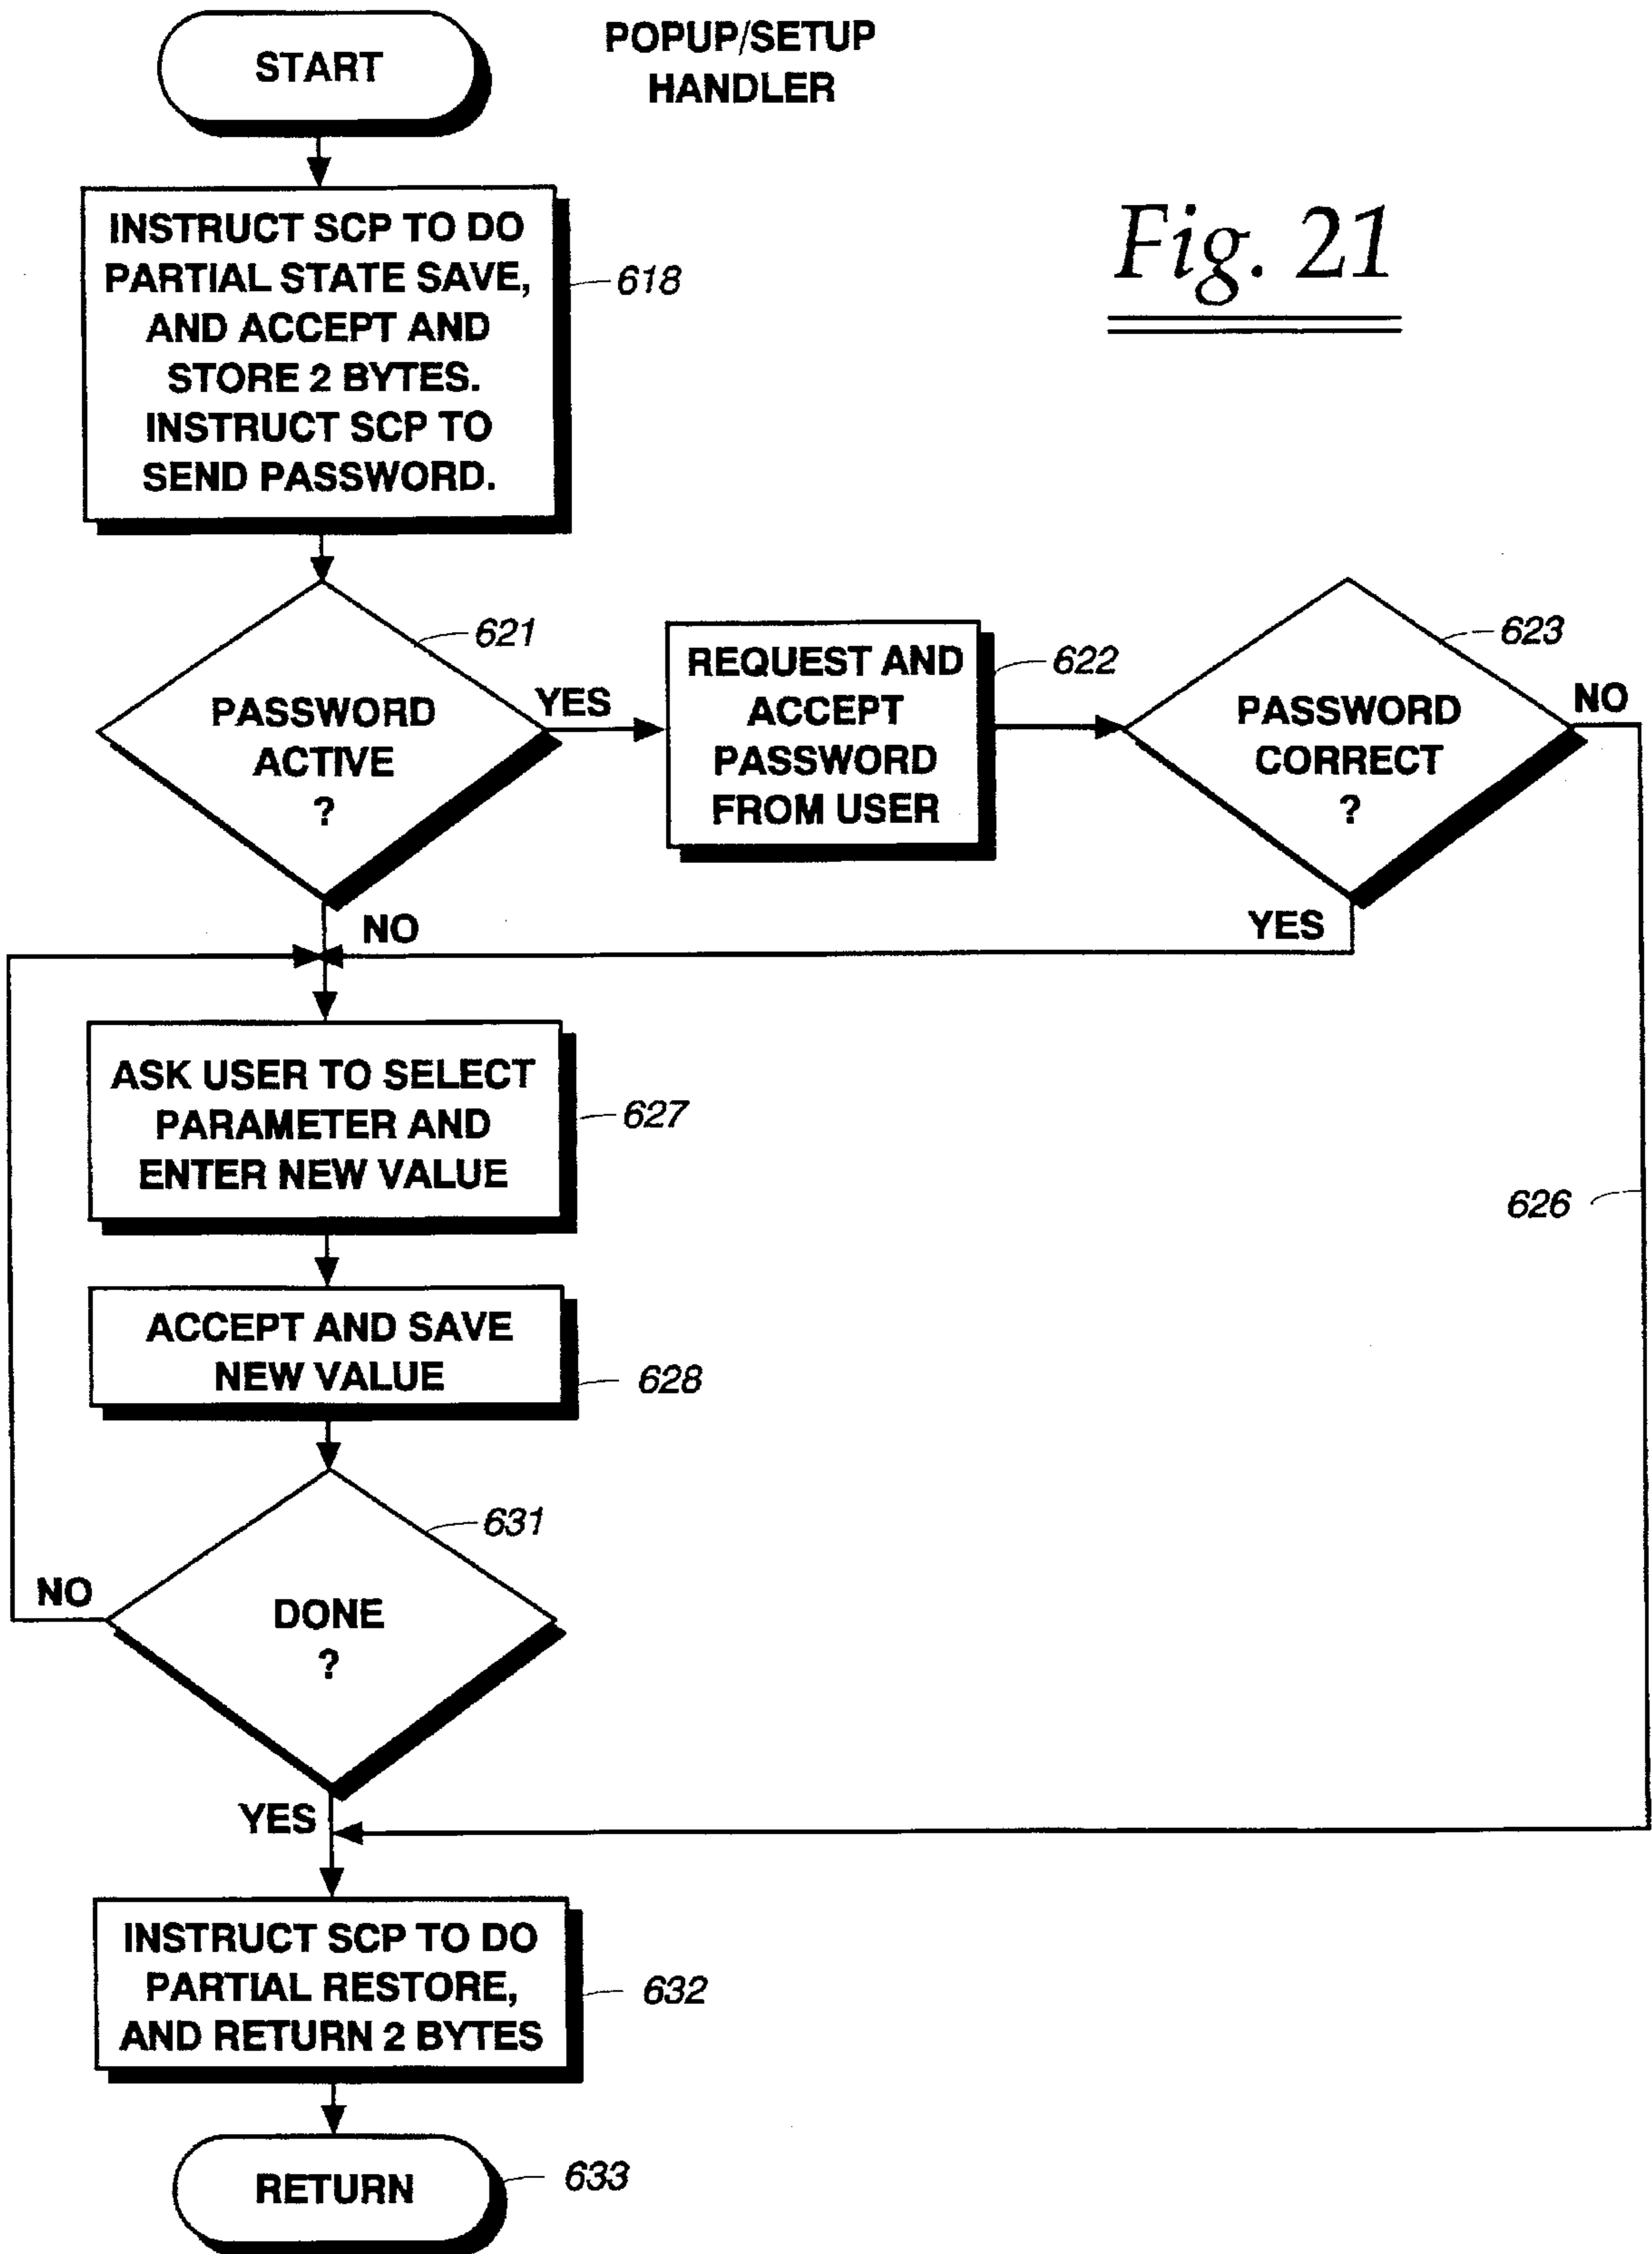 START
POPUP/SETUP
HANDLER
Fig. 21
INSTRUCT SCP TO DO
PARTIAL STATE SAVE,
AND ACCEPT AND
STORE 2 BYTES.
INSTRUCT SCP TO
SEND PASSWORD.
618
621
PASSWORD
ACTIVE
?
YES
NO
REQUEST AND
ACCEPT
PASSWORD
FROM USER
622
623
PASSWORD
CORRECT
?
NO
YES
626
ASK USER TO SELECT
PARAMETER AND
ENTER NEW VALUE
627
ACCEPT AND SAVE
NEW VALUE
628
631
DONE
?
NO
YES
INSTRUCT SCP TO DO
PARTIAL RESTORE,
AND RETURN 2 BYTES
632
RETURN
633